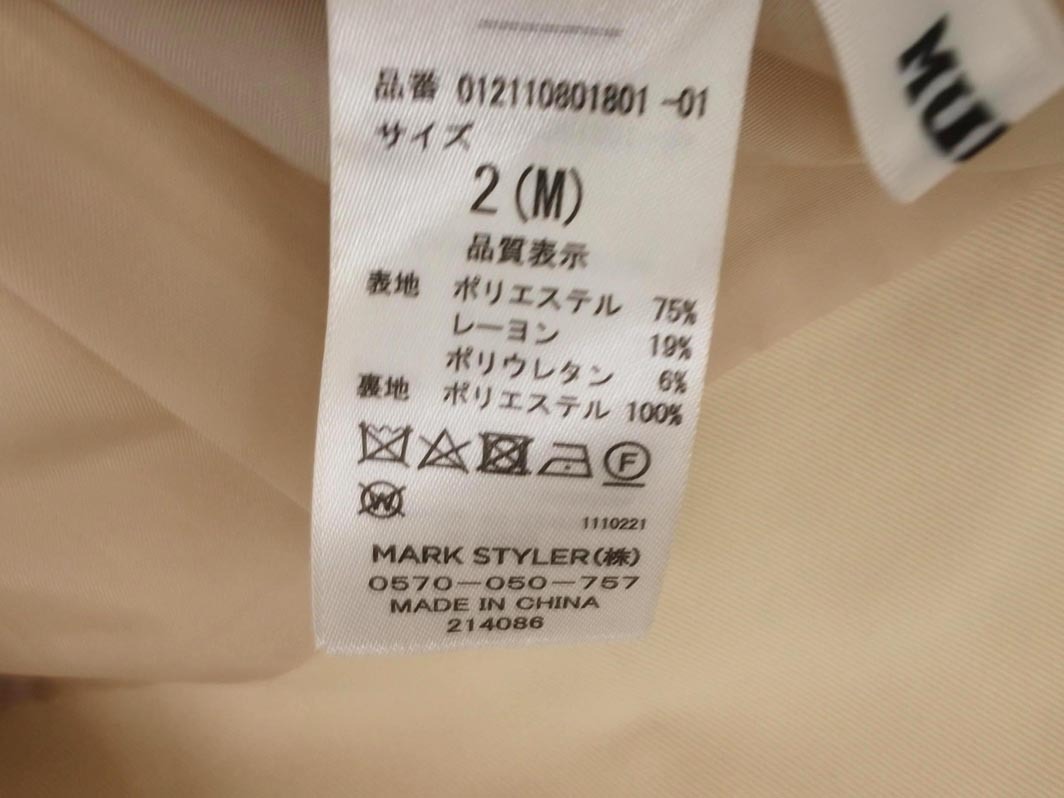 品番 012110801801 -01
サイズ
2 (M)
品質表示
表地 ポリエステル 75%
レーヨン 19%
ポリウレタン 6%
裏地 ポリエステル 100%
F
W
1110221
MARK STYLER(株)
0570-050-757
MADE IN CHINA
214086